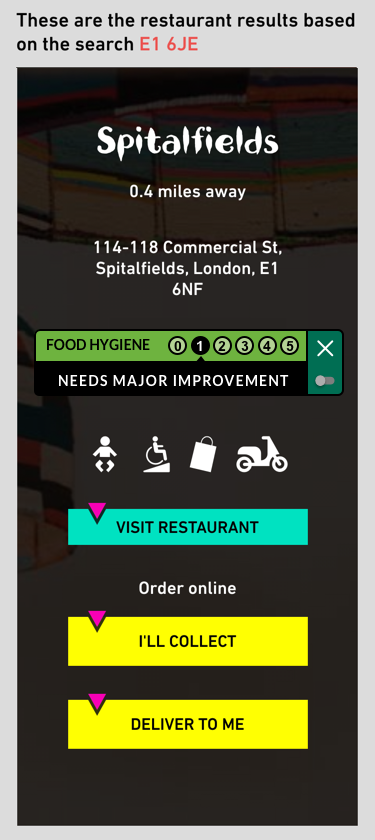 These are the restaurant results based
on the search E1 6JE
Spitalfields
0.4 miles away
114-118 Commercial St,
Spitalfields, London, E1
6NF
FOOD HYGIENE 0 1 2 3 4 5
NEEDS MAJOR IMPROVEMENT
VISIT RESTAURANT
Order online
I'LL COLLECT
DELIVER TO ME